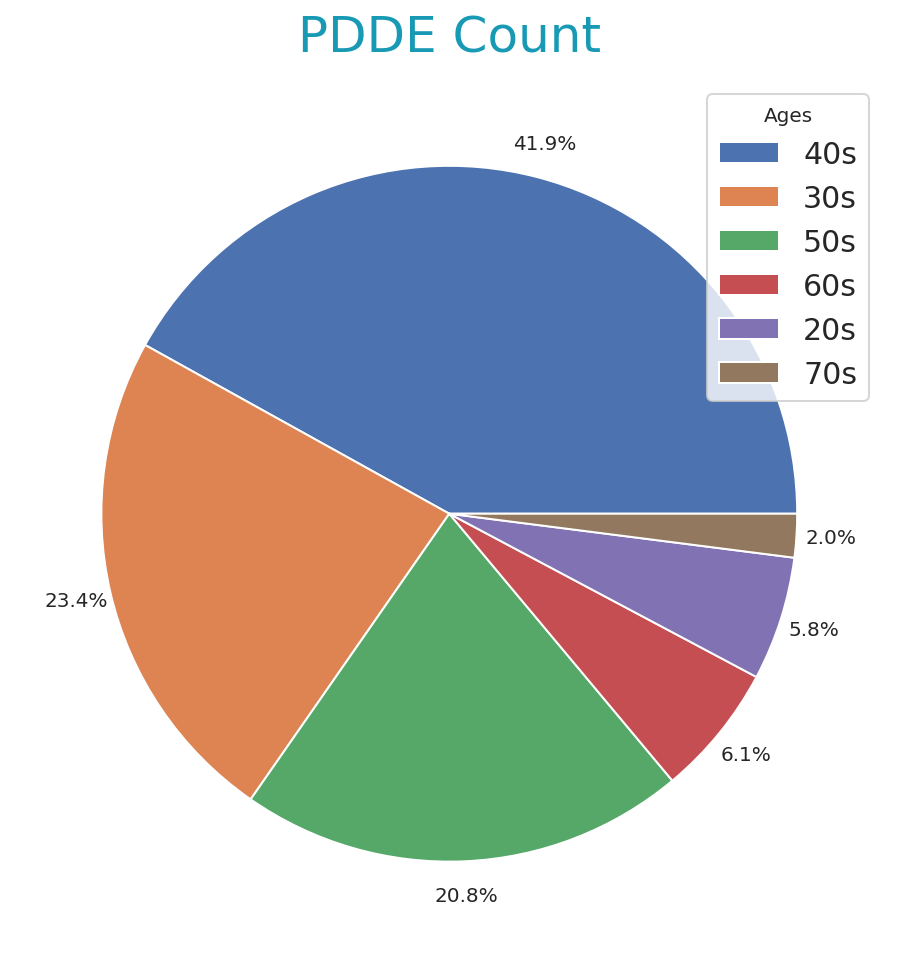 PDDE Count
41.9%
Ages
40s
30s
50s
60s
20s
70s
2.0%
23.4%
5.8%
6.1%
20.8%